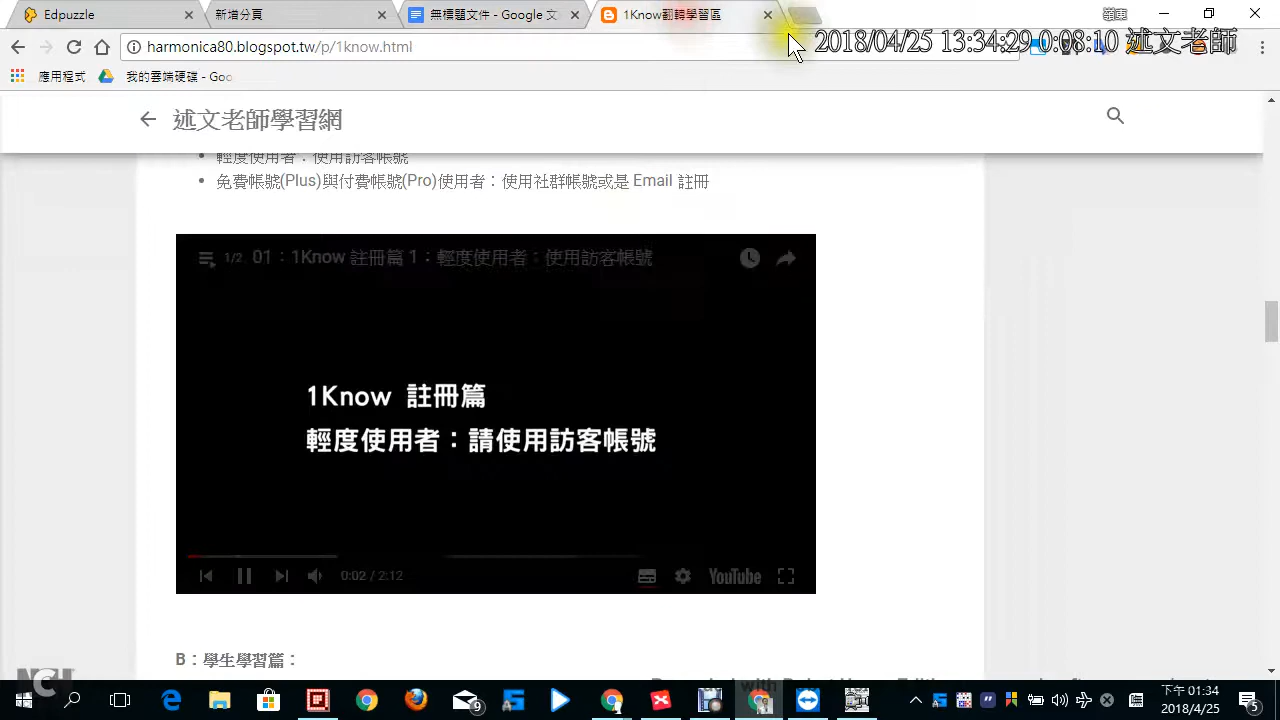 Edpuzzle
新增分頁
無標題文件 - Google 文
1Know翻轉學習區
harmonica80.blogspot.tw/p/1know.html
2018/04/25 13:34:29 0:08:10 述文老師
應用程式
我的雲端硬碟 - Goo
述文老師學習網
輕度使用者：使用訪客帳號
免費帳號(Plus)與付費帳號(Pro)使用者：使用社群帳號或是 Email 註冊
1/2 01：1Know 註冊篇 1：輕度使用者：使用訪客帳號
1Know 註冊篇
輕度使用者：請使用訪客帳號
0:02 / 2:12
YouTube
B：學生學習篇：
9
下午 01:34
2018/4/25
5